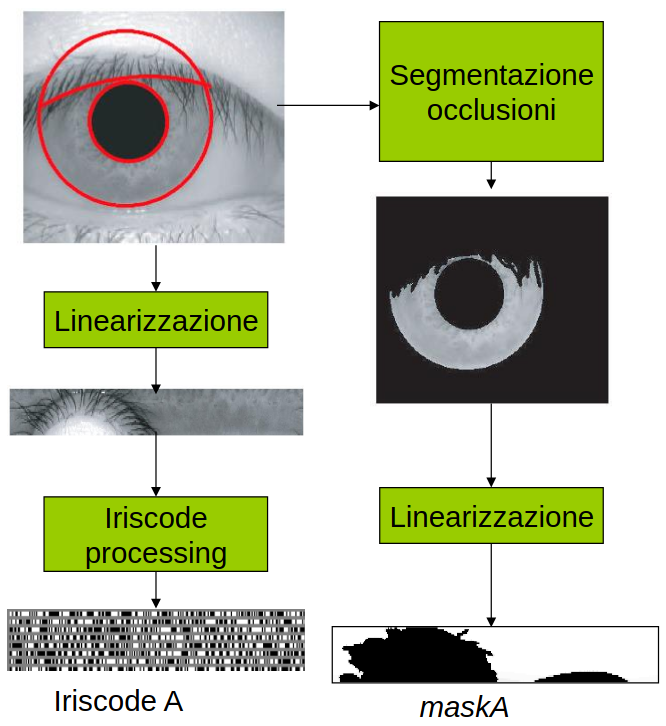 Segmentazione
occlusioni
Linearizzazione
Iriscode
processing
Linearizzazione
Iriscode A
maskA